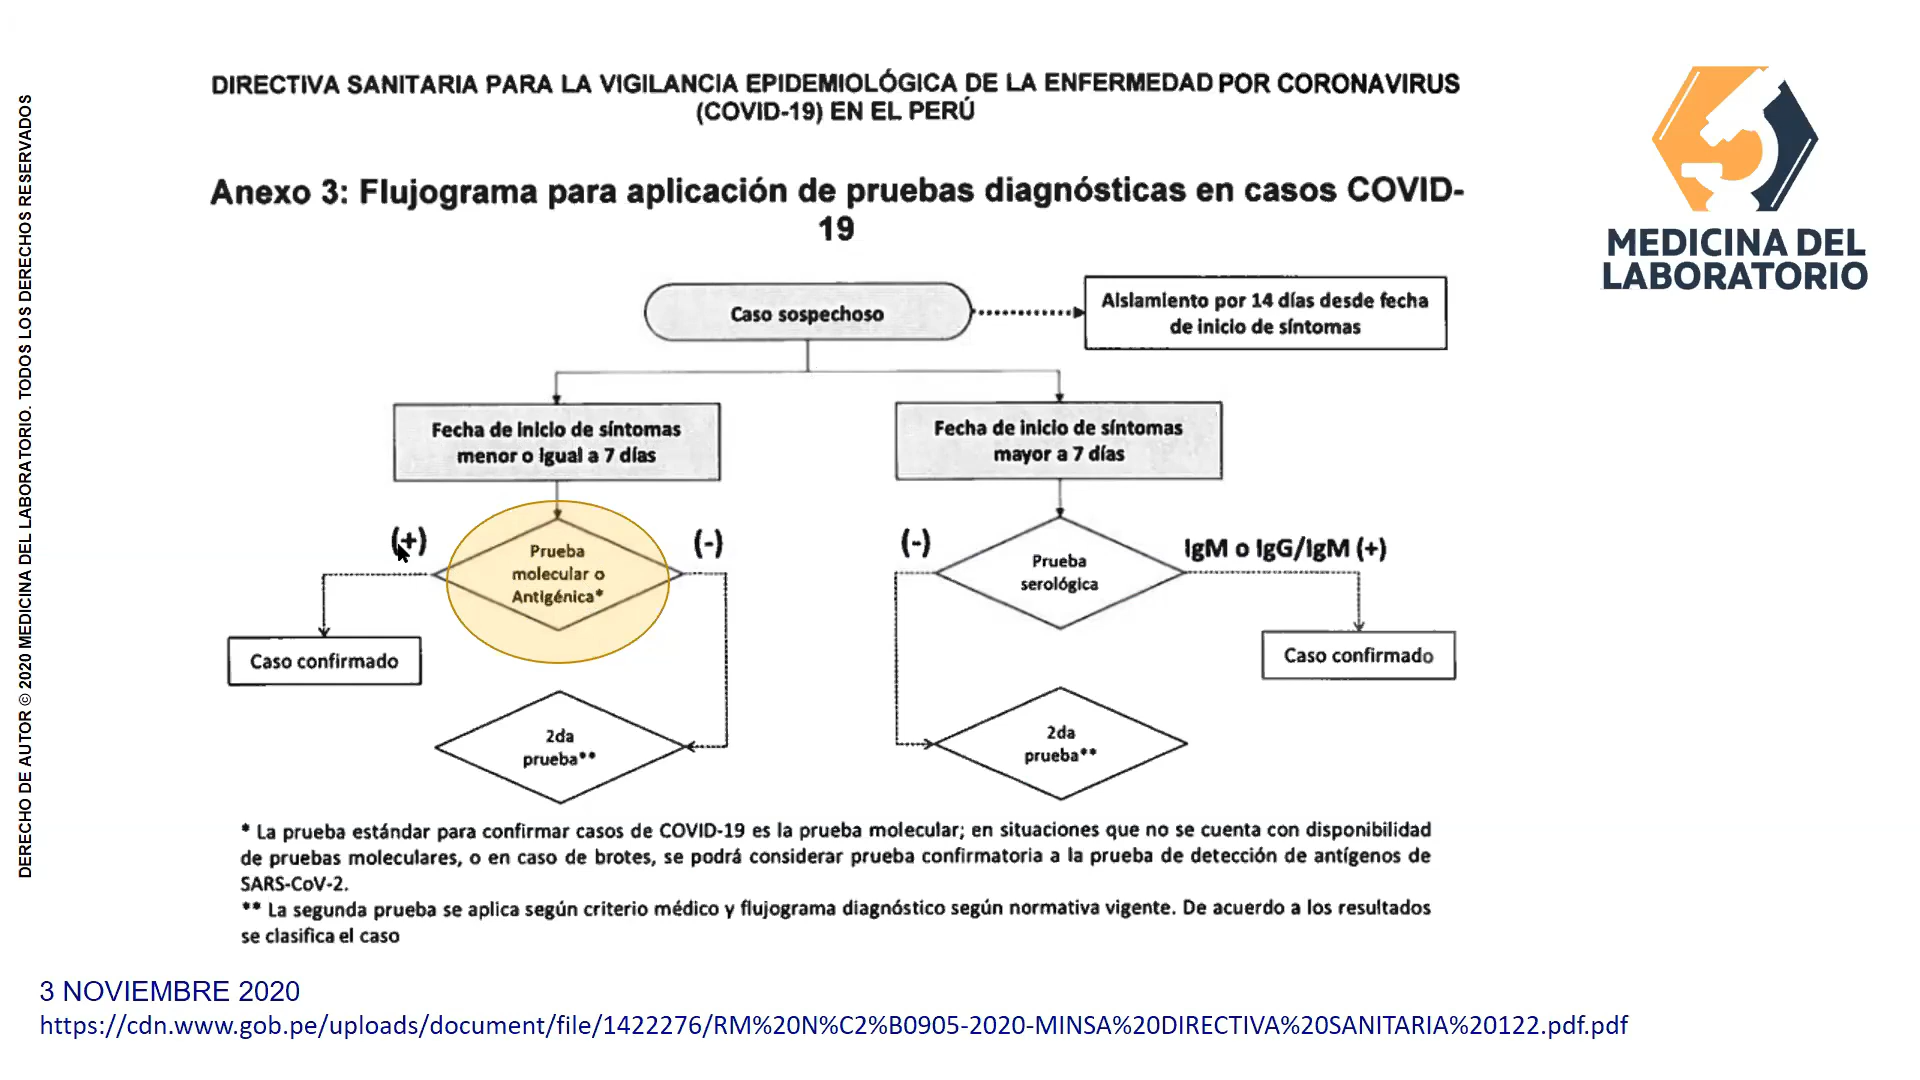 DERECHO DE AUTOR © 2020 MEDICINA DEL LABORATORIO. TODOS LOS DERECHOS RESERVADOS
DIRECTIVA SANITARIA PARA LA VIGILANCIA EPIDEMIOLÓGICA DE LA ENFERMEDAD POR CORONAVIRUS
(COVID-19) EN EL PERÚ
MEDICINA DEL
LABORATORIO
Anexo 3: Flujograma para aplicación de pruebas diagnósticas en casos COVID-
19
Caso sospechoso
Aislamiento por 14 días desde fecha
de inicio de síntomas
Fecha de inicio de síntomas
menor o igual a 7 días
Fecha de inicio de síntomas
mayor a 7 días
(+)
Prueba
molecular o
Antigénica*
(-)
(-)
Prueba
serológica
IgM o IgG/IgM (+)
Caso confirmado
Caso confirmado
2da
prueba**
2da
prueba**
* La prueba estándar para confirmar casos de COVID-19 es la prueba molecular; en situaciones que no se cuenta con disponibilidad
de pruebas moleculares, o en caso de brotes, se podrá considerar prueba confirmatoria a la prueba de detección de antígenos de
SARS-CoV-2.
** La segunda prueba se aplica según criterio médico y flujograma diagnóstico según normativa vigente. De acuerdo a los resultados
se clasifica el caso
3 NOVIEMBRE 2020
https://cdn.www.gob.pe/uploads/document/file/1422276/RM%20N%C2%B0905-2020-MINSA%20DIRECTIVA%20SANITARIA%20122.pdf.pdf